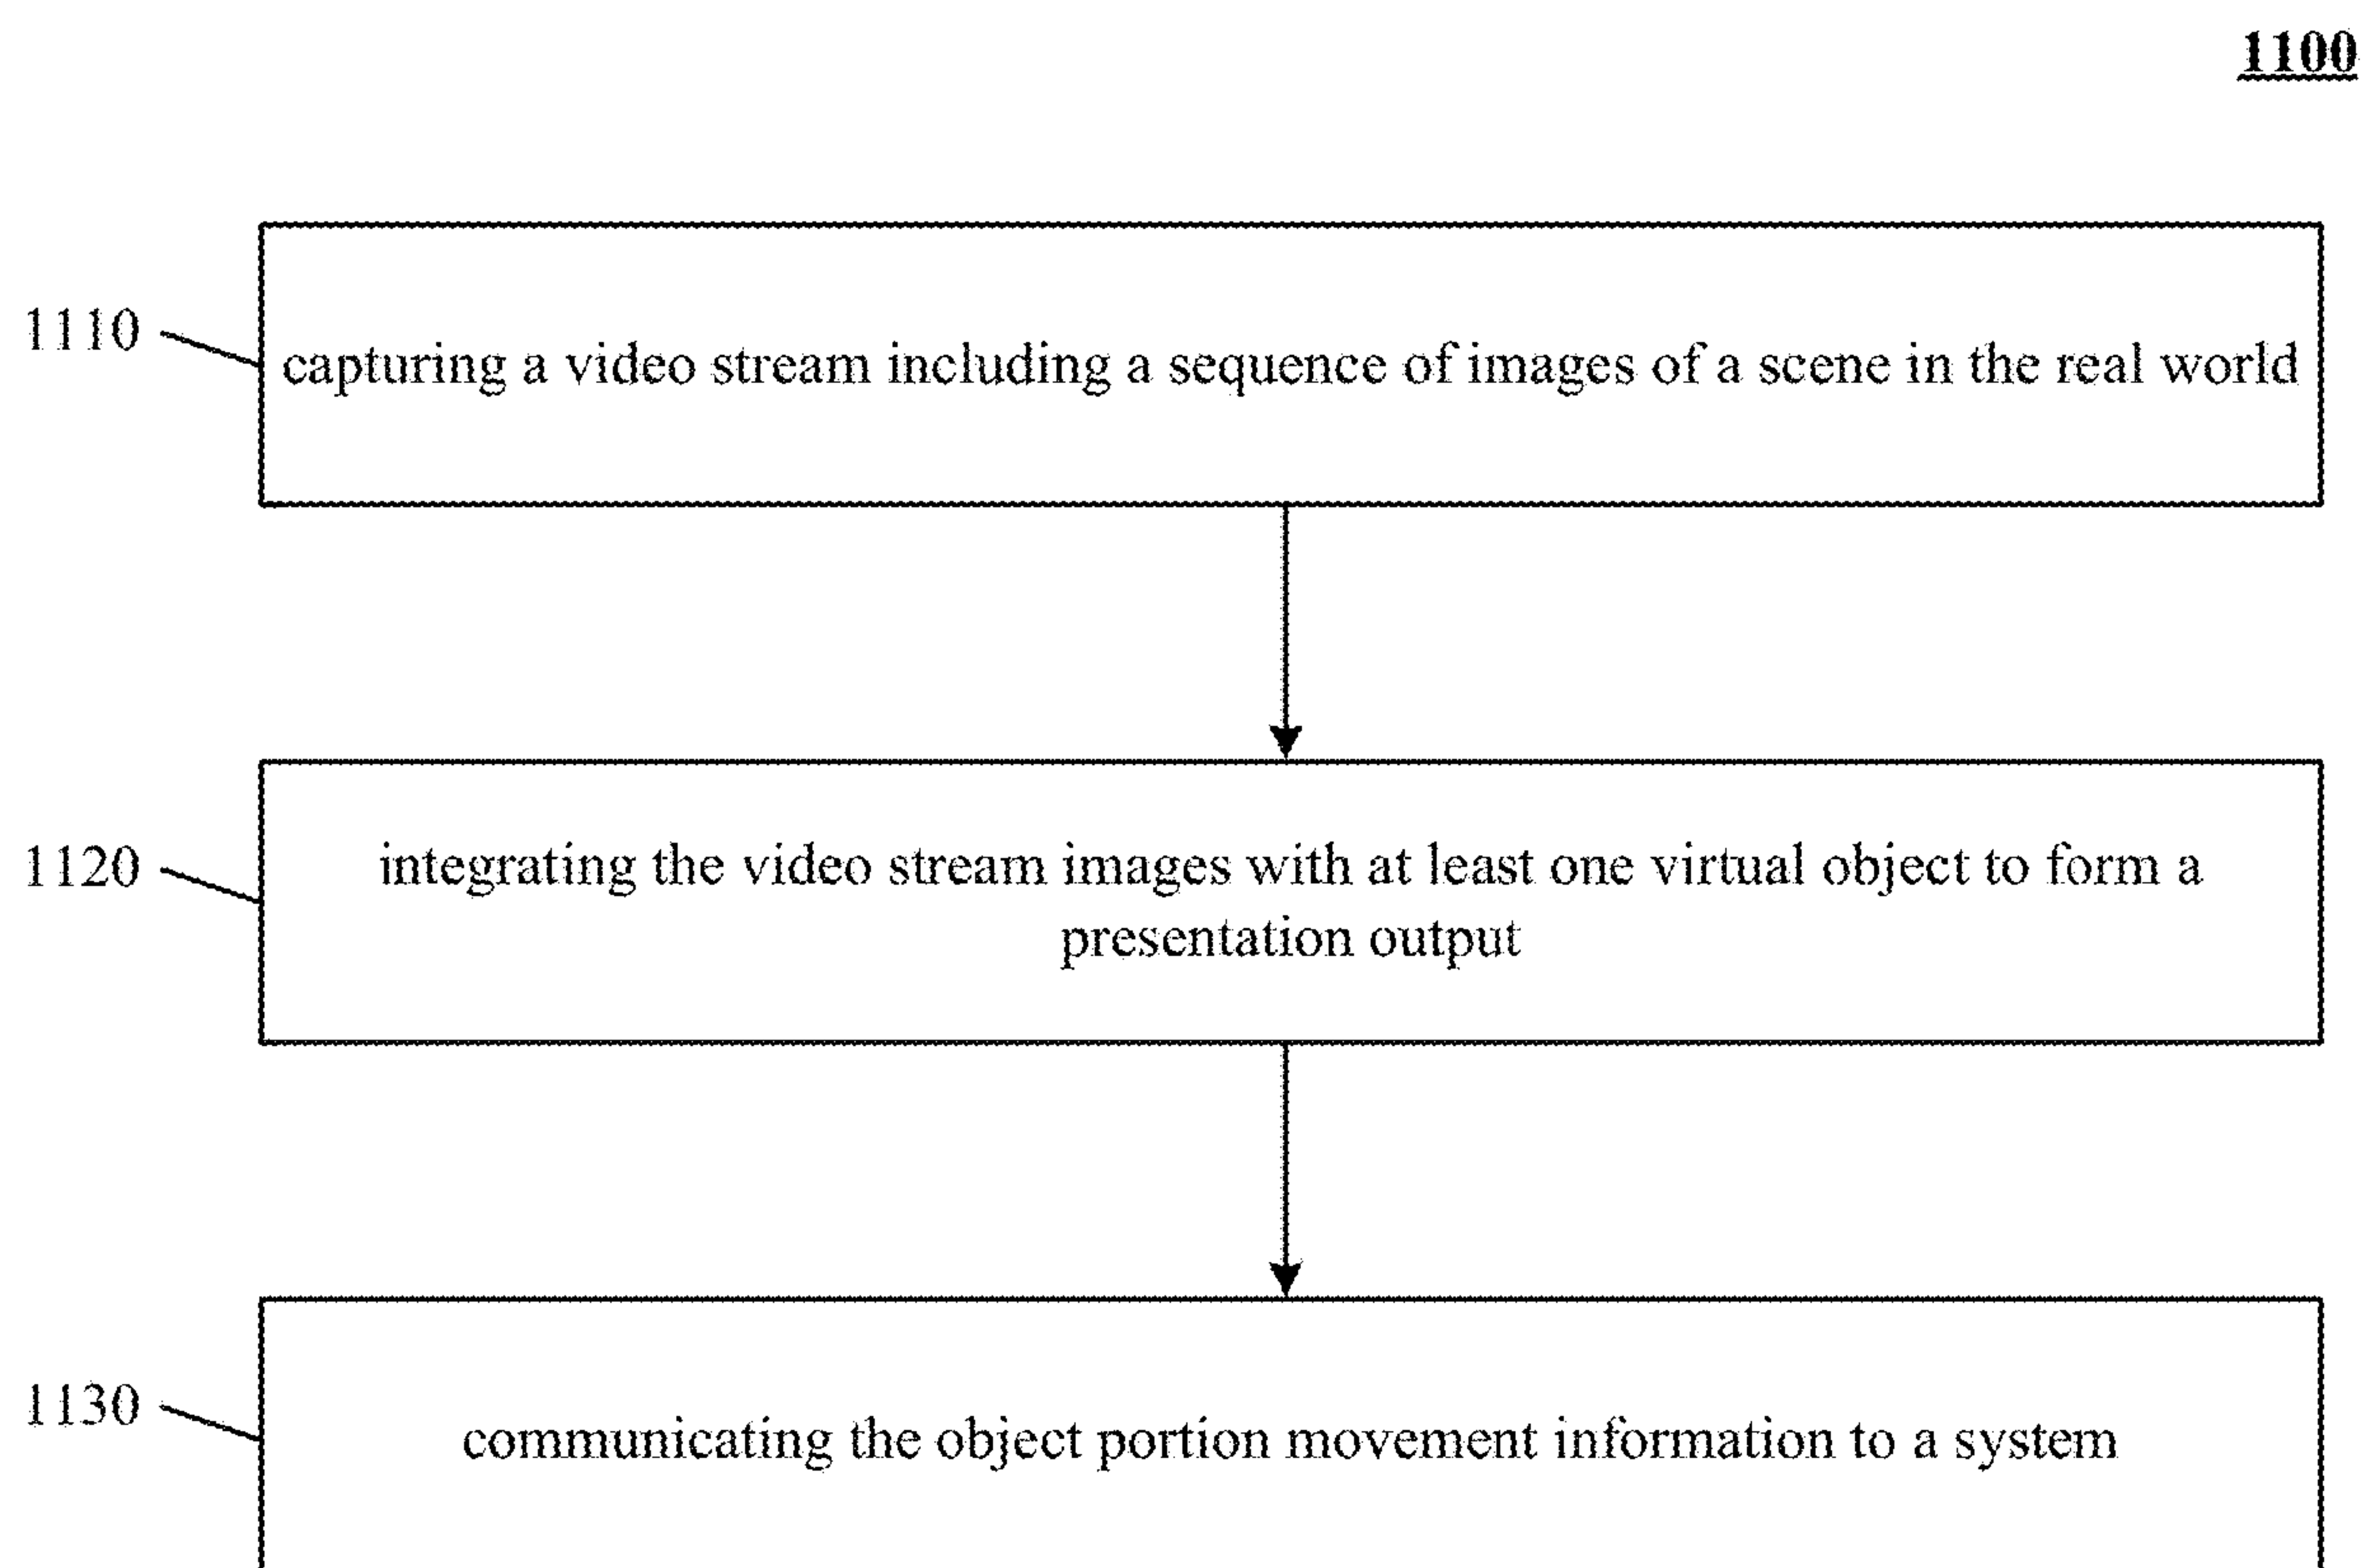 1100
1110
capturing a video stream including a sequence of images of a scene in the real world
1120
integrating the video stream images with at least one virtual object to form a
presentation output
1130
communicating the object portion movement information to a system